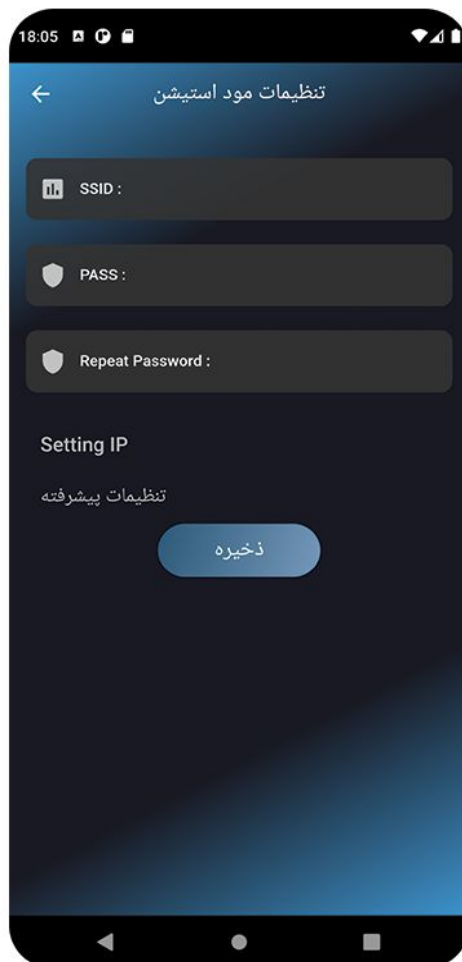 18:05
تنظیمات مود استیشن
SSID :
PASS :
Repeat Password :
Setting IP
تنظیمات پیشرفته
ذخیره